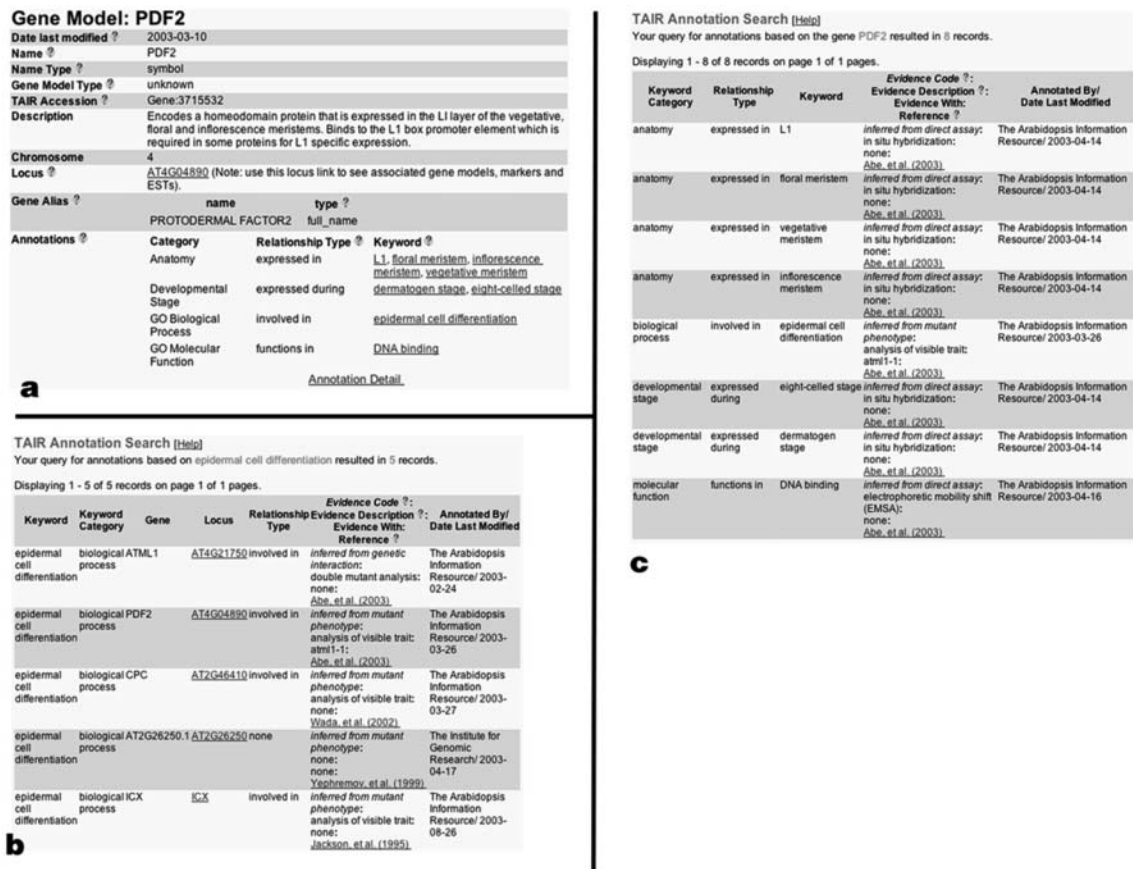 Gene Model: PDF2
Date last modified ? 2003-03-10
Name ? PDF2
Name Type ? symbol
Gene Model Type ? unknown
TAIR Accession ? Gene:3715532
Description Encodes a homeodomain protein that is expressed in the LI layer of the vegetative,
floral and inflorescence meristems. Binds to the L1 box promoter element which is
required in some proteins for L1 specific expression.
Chromosome 4
Locus ? AT4G04890 (Note: use this locus link to see associated gene models, markers and
ESTs).
Gene Alias ? name type ?
PROTODERMAL FACTOR2 full_name
Annotations ? Category Relationship Type ? Keyword ?
Anatomy expressed in L1, floral meristem, inflorescence
meristem, vegetative meristem
Developmental expressed during dermatogen stage, eight-celled stage
Stage
GO Biological involved in epidermal cell differentiation
Process
GO Molecular functions in DNA binding
Function
Annotation Detail
a
TAIR Annotation Search [Help]
Your query for annotations based on epidermal cell differentiation resulted in 5 records.
Displaying 1 - 5 of 5 records on page 1 of 1 pages.
Evidence Code ?:
Keyword Keyword Gene Locus Relationship Evidence Description ?: Annotated By/
Category Type Evidence With: Date Last Modified
Reference ?
epidermal biological ATML1 AT4G21750 involved in inferred from genetic The Arabidopsis
cell process interaction: Information
differentiation double mutant analysis: Resource/ 2003-
none: 02-24
Abe, et al. (2003)
epidermal biological PDF2 AT4G04890 involved in inferred from mutant The Arabidopsis
cell process phenotype: Information
differentiation analysis of visible trait: Resource/ 2003-
atml1-1: 03-26
Abe, et al. (2003)
epidermal biological CPC AT2G46410 involved in inferred from mutant The Arabidopsis
cell process phenotype: Information
differentiation analysis of visible trait: Resource/ 2003-
none: 03-27
Wada, et al. (2002)
epidermal biological AT2G26250.1 AT2G26250 none inferred from mutant The Institute for
cell process phenotype: Genomic
differentiation none: Research/ 2003-
none: 04-17
Yephremov, et al. (1999)
epidermal biological ICX ICX involved in inferred from mutant The Arabidopsis
cell process phenotype: Information
differentiation analysis of visible trait: Resource/ 2003-
none: 08-26
Jackson, et al. (1995)
b
TAIR Annotation Search [Help]
Your query for annotations based on the gene PDF2 resulted in 8 records.
Displaying 1 - 8 of 8 records on page 1 of 1 pages.
Evidence Code ?:
Keyword Relationship Keyword Evidence Description ?: Annotated By/
Category Type Evidence With: Date Last Modified
Reference ?
anatomy expressed in L1 inferred from direct assay: The Arabidopsis Information
in situ hybridization: Resource/ 2003-04-14
none:
Abe, et al. (2003)
anatomy expressed in floral meristem inferred from direct assay: The Arabidopsis Information
in situ hybridization: Resource/ 2003-04-14
none:
Abe, et al. (2003)
anatomy expressed in vegetative inferred from direct assay: The Arabidopsis Information
meristem in situ hybridization: Resource/ 2003-04-14
none:
Abe, et al. (2003)
anatomy expressed in inflorescence inferred from direct assay: The Arabidopsis Information
meristem in situ hybridization: Resource/ 2003-04-14
none:
Abe, et al. (2003)
biological involved in epidermal cell inferred from mutant The Arabidopsis Information
process differentiation phenotype: Resource/ 2003-03-26
analysis of visible trait:
atml1-1:
Abe, et al. (2003)
developmental expressed eight-celled stage inferred from direct assay: The Arabidopsis Information
stage during in situ hybridization: Resource/ 2003-04-14
none:
Abe, et al. (2003)
developmental expressed dermatogen inferred from direct assay: The Arabidopsis Information
stage during stage in situ hybridization: Resource/ 2003-04-14
none:
Abe, et al. (2003)
molecular functions in DNA binding inferred from direct assay: The Arabidopsis Information
function electrophoretic mobility shift Resource/ 2003-04-16
(EMSA):
none:
Abe, et al. (2003)
c